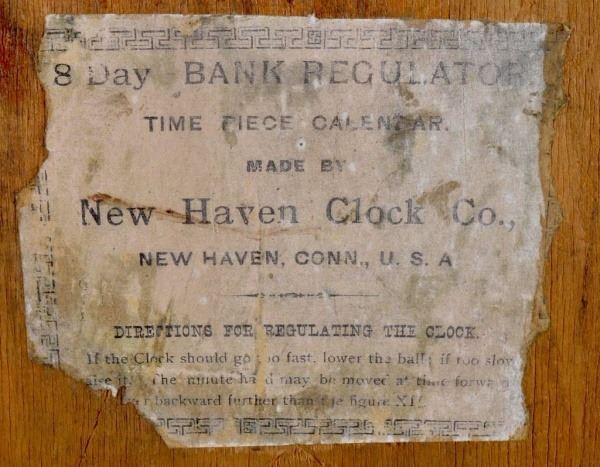 8 Day BANK REGULATOR
TIME PIECE CALENDAR.
MADE BY
New Haven Clock Co.,
NEW HAVEN, CONN., U. S. A
DIRECTIONS FOR REGULATING THE CLOCK.
If the Clock should go too fast, lower the ball; if too slow
raise it. The minute hand may be moved at time forward
backward further than the figure XII